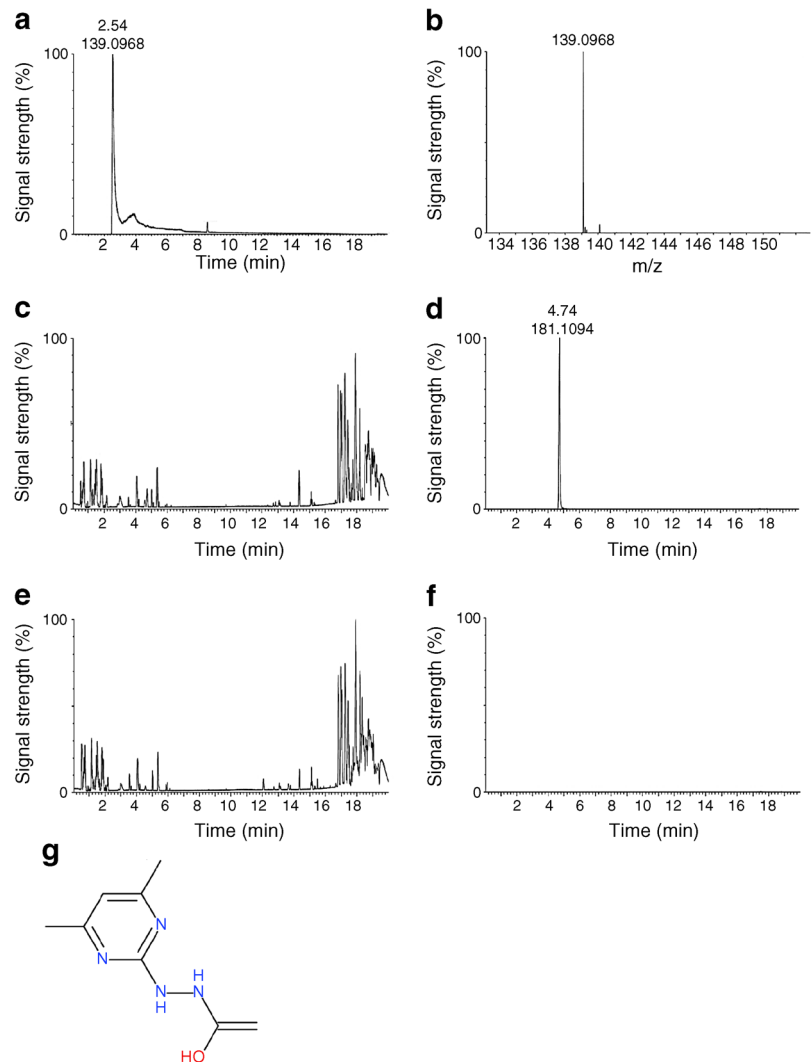 a
2.54
139.0968
100
Signal strength (%)
0
2 4 6 8 10 12 14 16 18
Time (min)
b
139.0968
100
Signal strength (%)
0
134 136 138 140 142 144 146 148 150
m/z
c
100
Signal strength (%)
0
2 4 6 8 10 12 14 16 18
Time (min)
d
4.74
181.1094
100
Signal strength (%)
0
2 4 6 8 10 12 14 16 18
Time (min)
e
100
Signal strength (%)
0
2 4 6 8 10 12 14 16 18
Time (min)
f
100
Signal strength (%)
0
2 4 6 8 10 12 14 16 18
Time (min)
g
N
N
H
N
N
H
HO